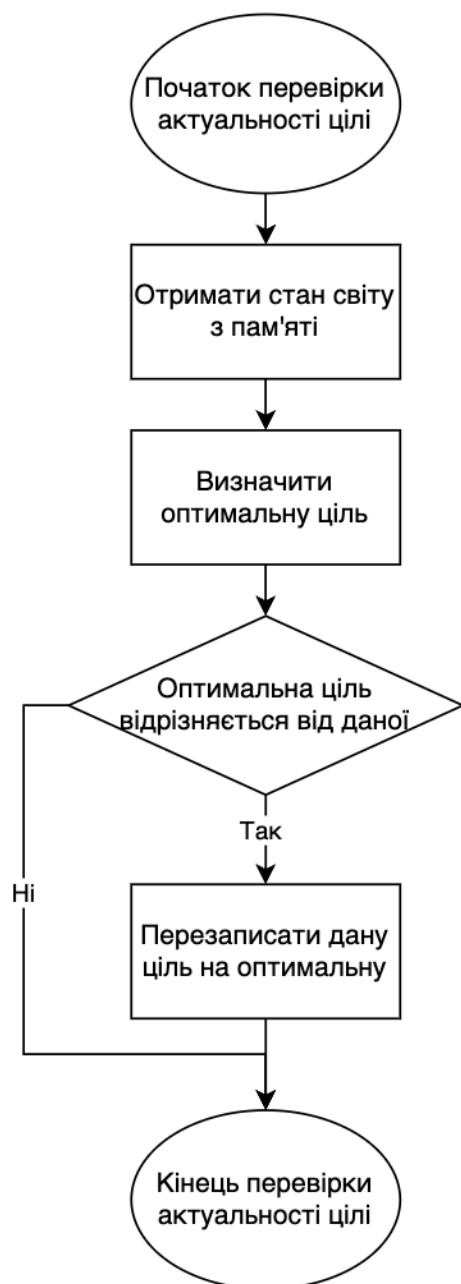 Початок перевірки
актуальності цілі
Отримати стан світу
з пам'яті
Визначити
оптимальну ціль
Оптимальна ціль
відрізняється від даної
Так
Ні
Перезаписати дану
ціль на оптимальну
Кінець перевірки
актуальності цілі